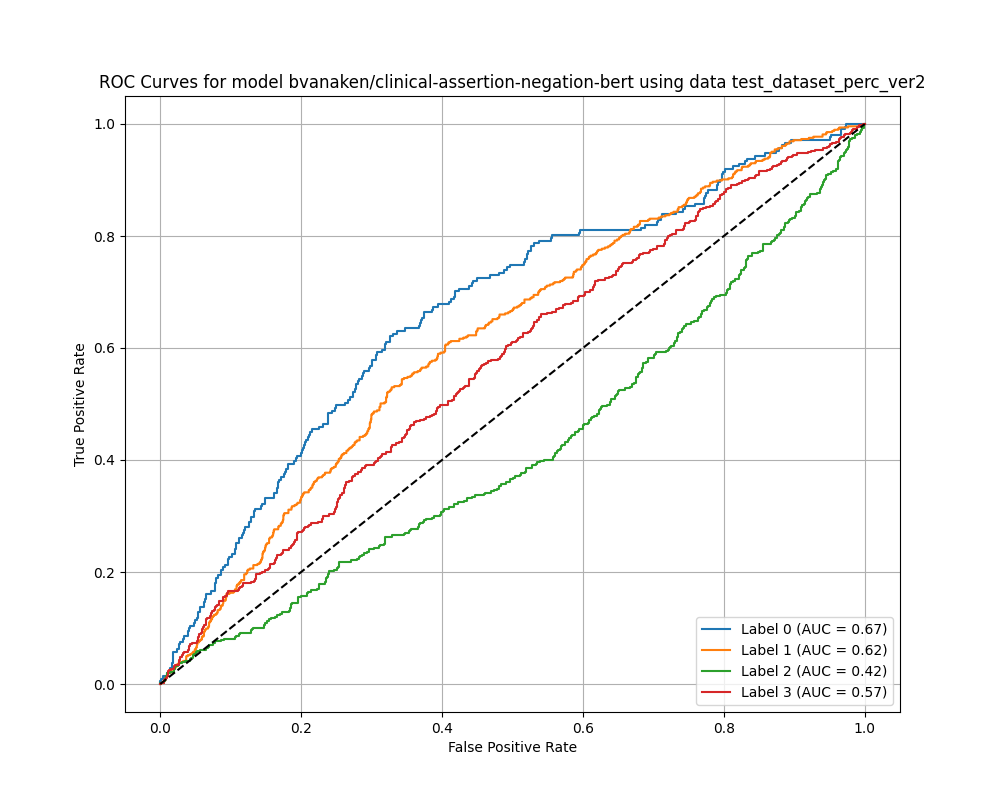 ROC Curves for model bvanaken/clinical-assertion-negation-bert using data test_dataset_perc_ver2
True Positive Rate
1.0
0.8
0.6
0.4
0.2
0.0
Label 0 (AUC = 0.67)
Label 1 (AUC = 0.62)
Label 2 (AUC = 0.42)
Label 3 (AUC = 0.57)
0.0 0.2 0.4 0.6 0.8 1.0
False Positive Rate